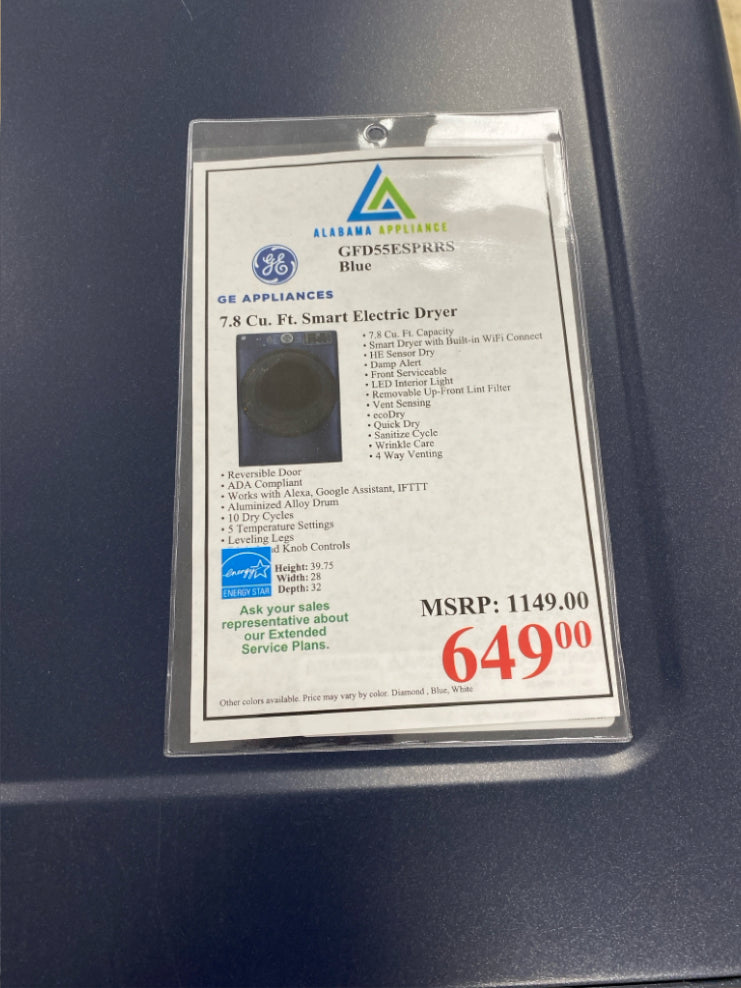 ALABAMA APPLIANCE
GFD55ESPRRS
Blue
GE
GE APPLIANCES
7.8 Cu. Ft. Smart Electric Dryer
• 7.8 Cu. Ft. Capacity
• Smart Dryer with Built-in WiFi Connect
• HE Sensor Dry
• Damp Alert
• Front Serviceable
• LED Interior Light
• Removable Up-Front Lint Filter
• Vent Sensing
• ecoDry
• Quick Dry
• Sanitize Cycle
• Wrinkle Care
• 4 Way Venting
• Reversible Door
• ADA Compliant
• Works with Alexa, Google Assistant, IFTTT
• Aluminized Alloy Drum
• 10 Dry Cycles
• 5 Temperature Settings
• Leveling Legs
Knob Controls
energy
ENERGY STAR
Height: 39.75
Width: 28
Depth: 32
Ask your sales
representative about
our Extended
Service Plans.
MSRP: 1149.00
64900
Other colors available. Price may vary by color. Diamond , Blue, White